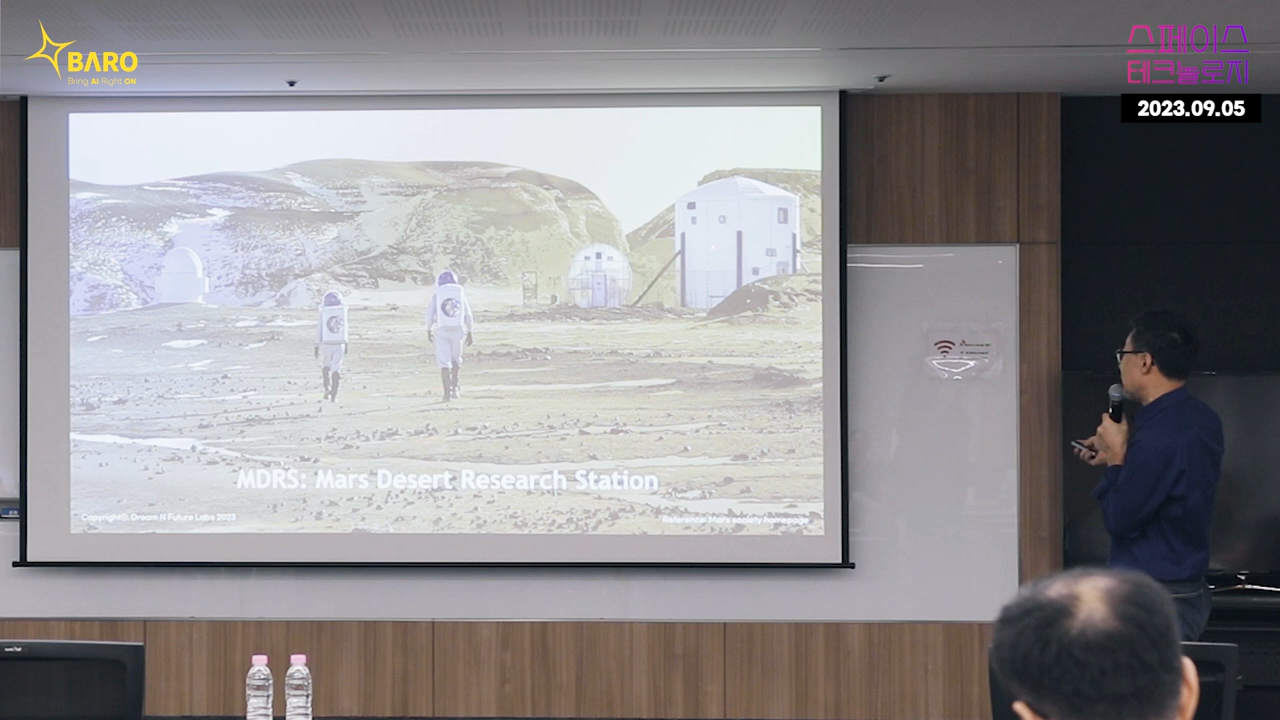 BARO
Bring AI Right ON
스페이스
테크놀로지
2023.09.05
MDRS: Mars Desert Research Station
Copyrightⓒ. Dream N Future Labs 2023
Reference: Mars society homepage